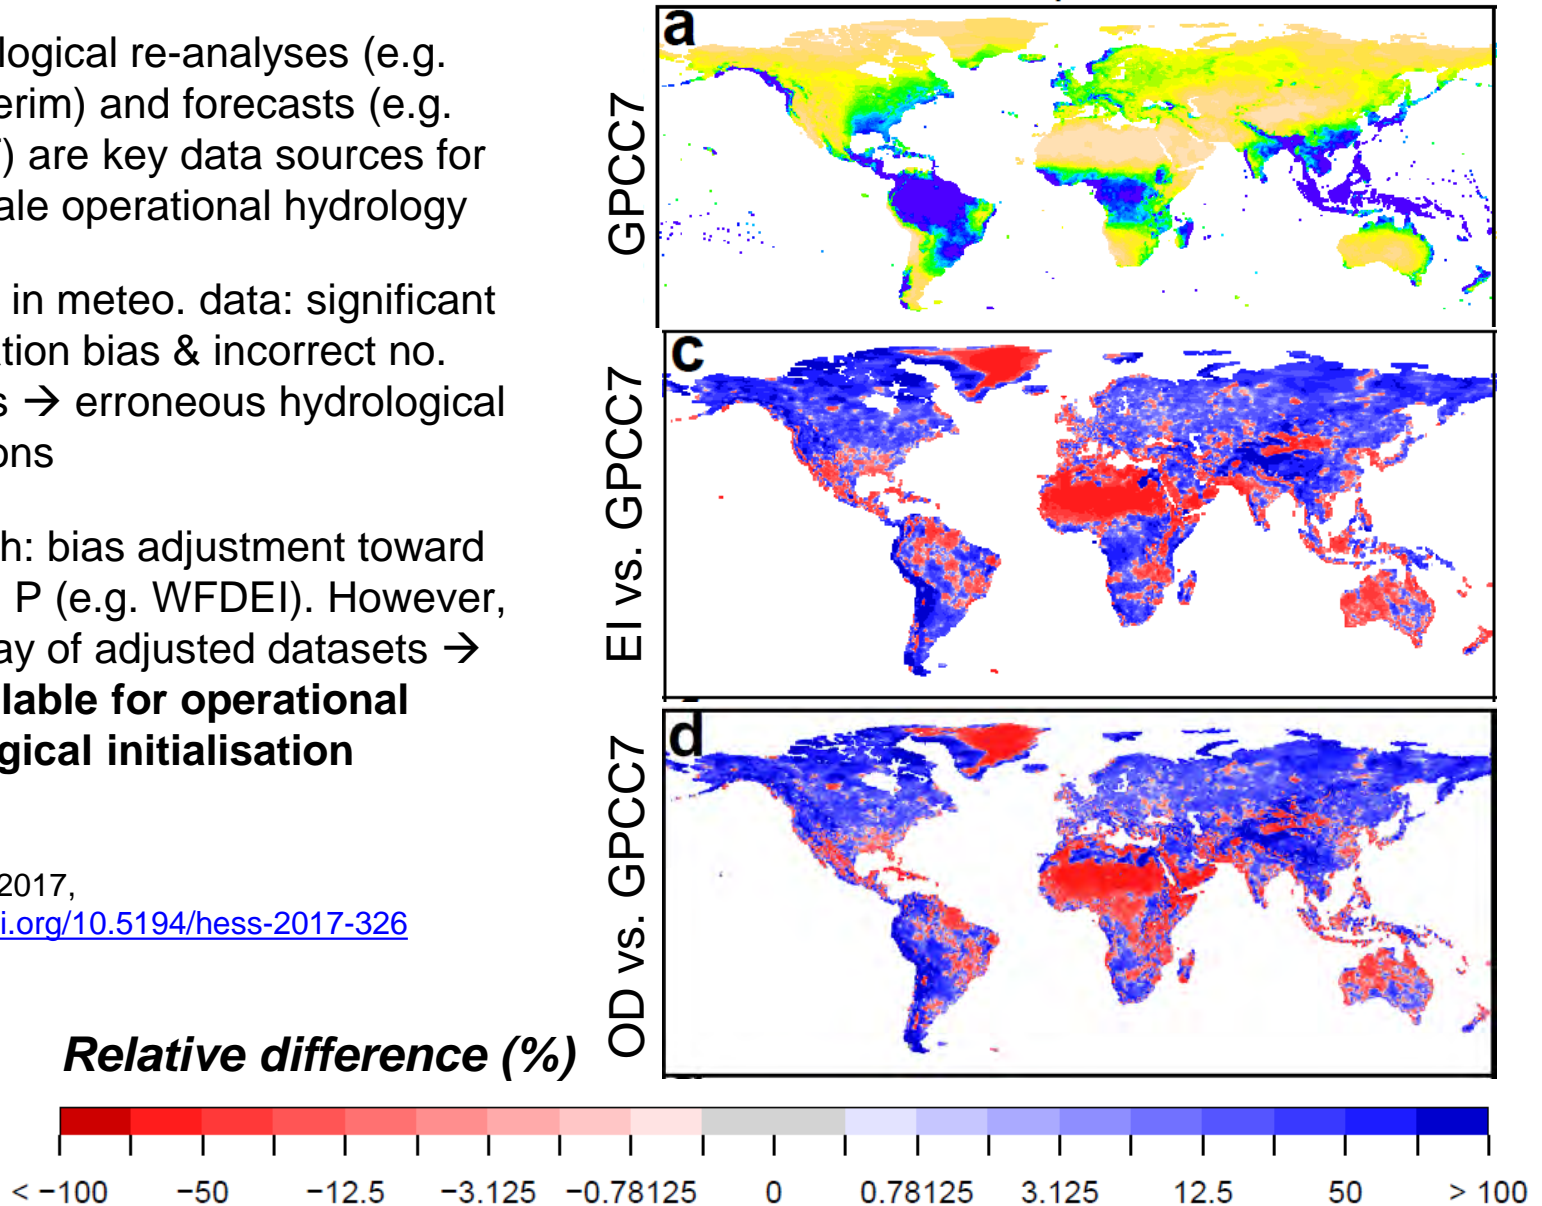 ological re-analyses (e.g.
erim) and forecasts (e.g.
) are key data sources for
ale operational hydrology
in meteo. data: significant
ation bias & incorrect no.
s → erroneous hydrological
ons
h: bias adjustment toward
P (e.g. WFDEI). However,
ay of adjusted datasets →
lable for operational
gical initialisation
2017,
i.org/10.5194/hess-2017-326
a
GPCC7
c
EI vs. GPCC7
d
OD vs. GPCC7
Relative difference (%)
< −100 −50 −12.5 −3.125 −0.78125 0 0.78125 3.125 12.5 50 > 100